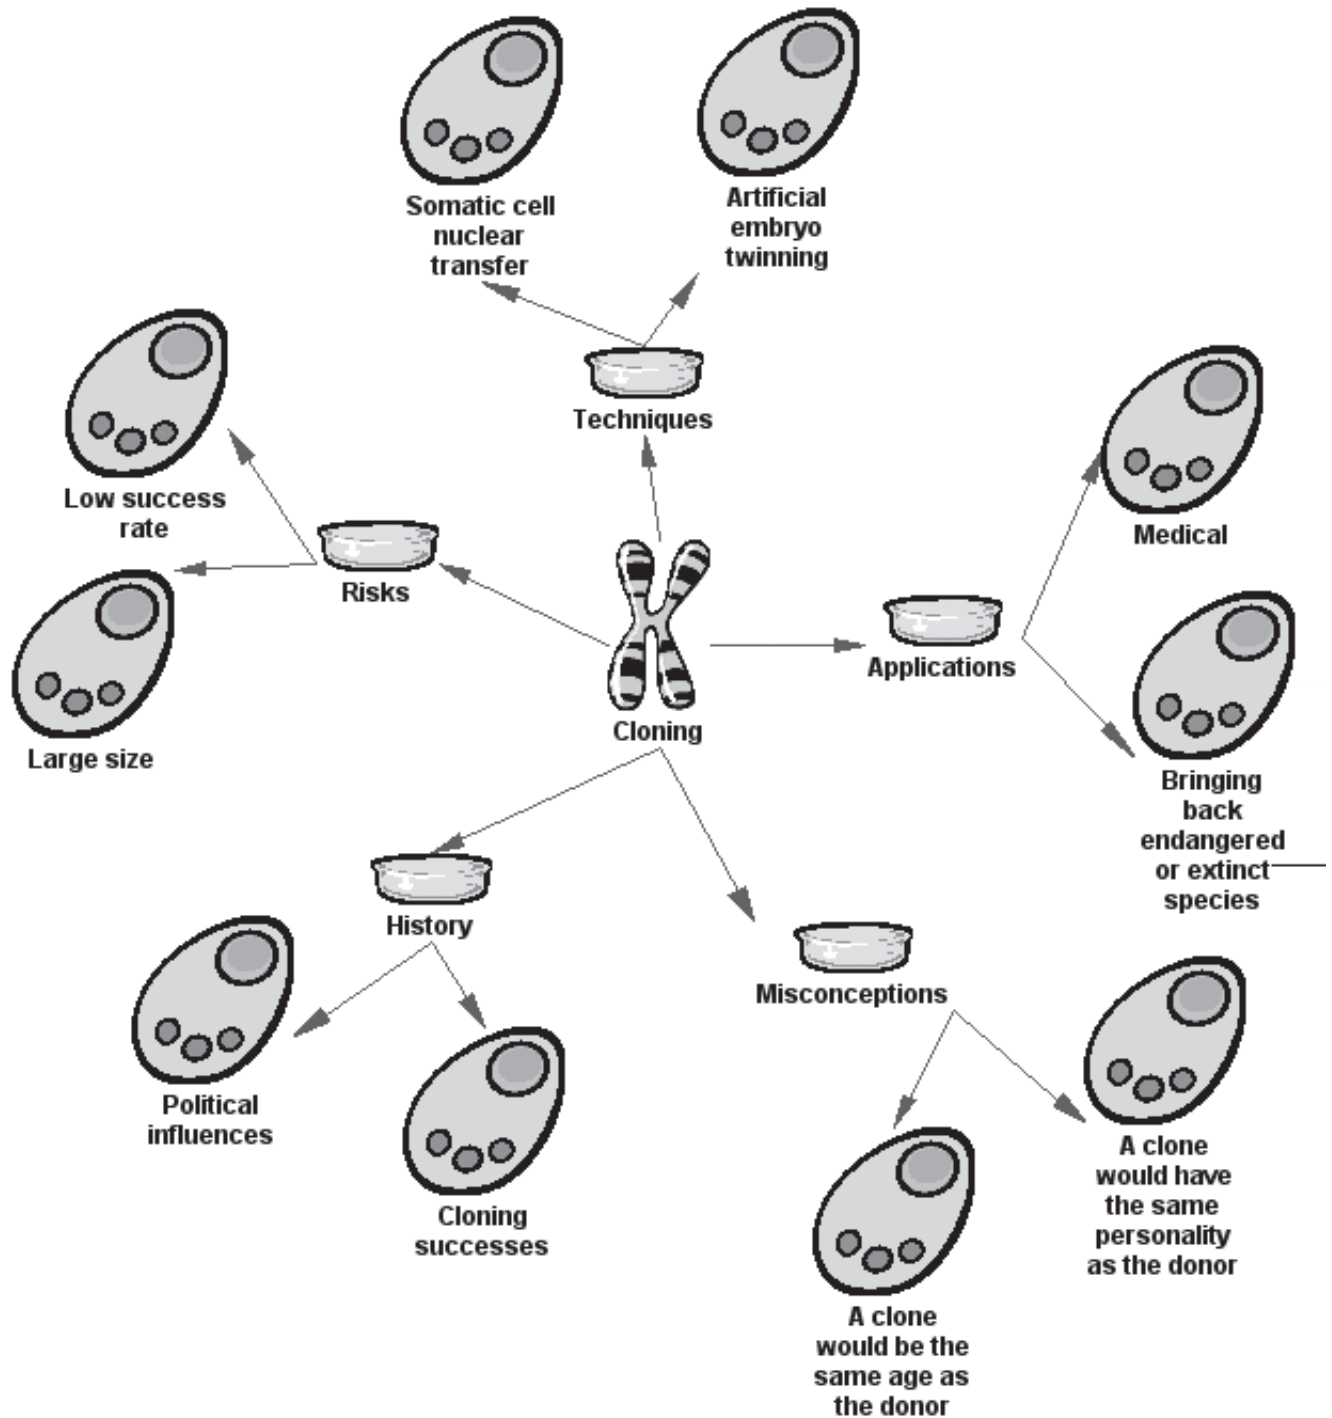 Somatic cell
nuclear
transfer
Artificial
embryo
twinning
Techniques
Low success
rate
Risks
Large size
Medical
Applications
Bringing
back
endangered
or extinct
species
Cloning
History
Political
influences
Cloning
successes
Misconceptions
A clone
would have
the same
personality
as the donor
A clone
would be the
same age as
the donor